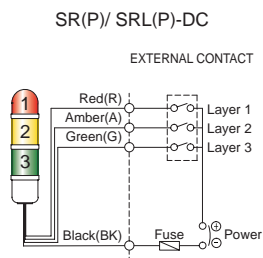 SR(P)/ SRL(P)-DC
EXTERNAL CONTACT
1
2
3
Red(R)
Amber(A)
Green(G)
Layer 1
Layer 2
Layer 3
Black(BK)
Fuse
⊕
⊖
Power